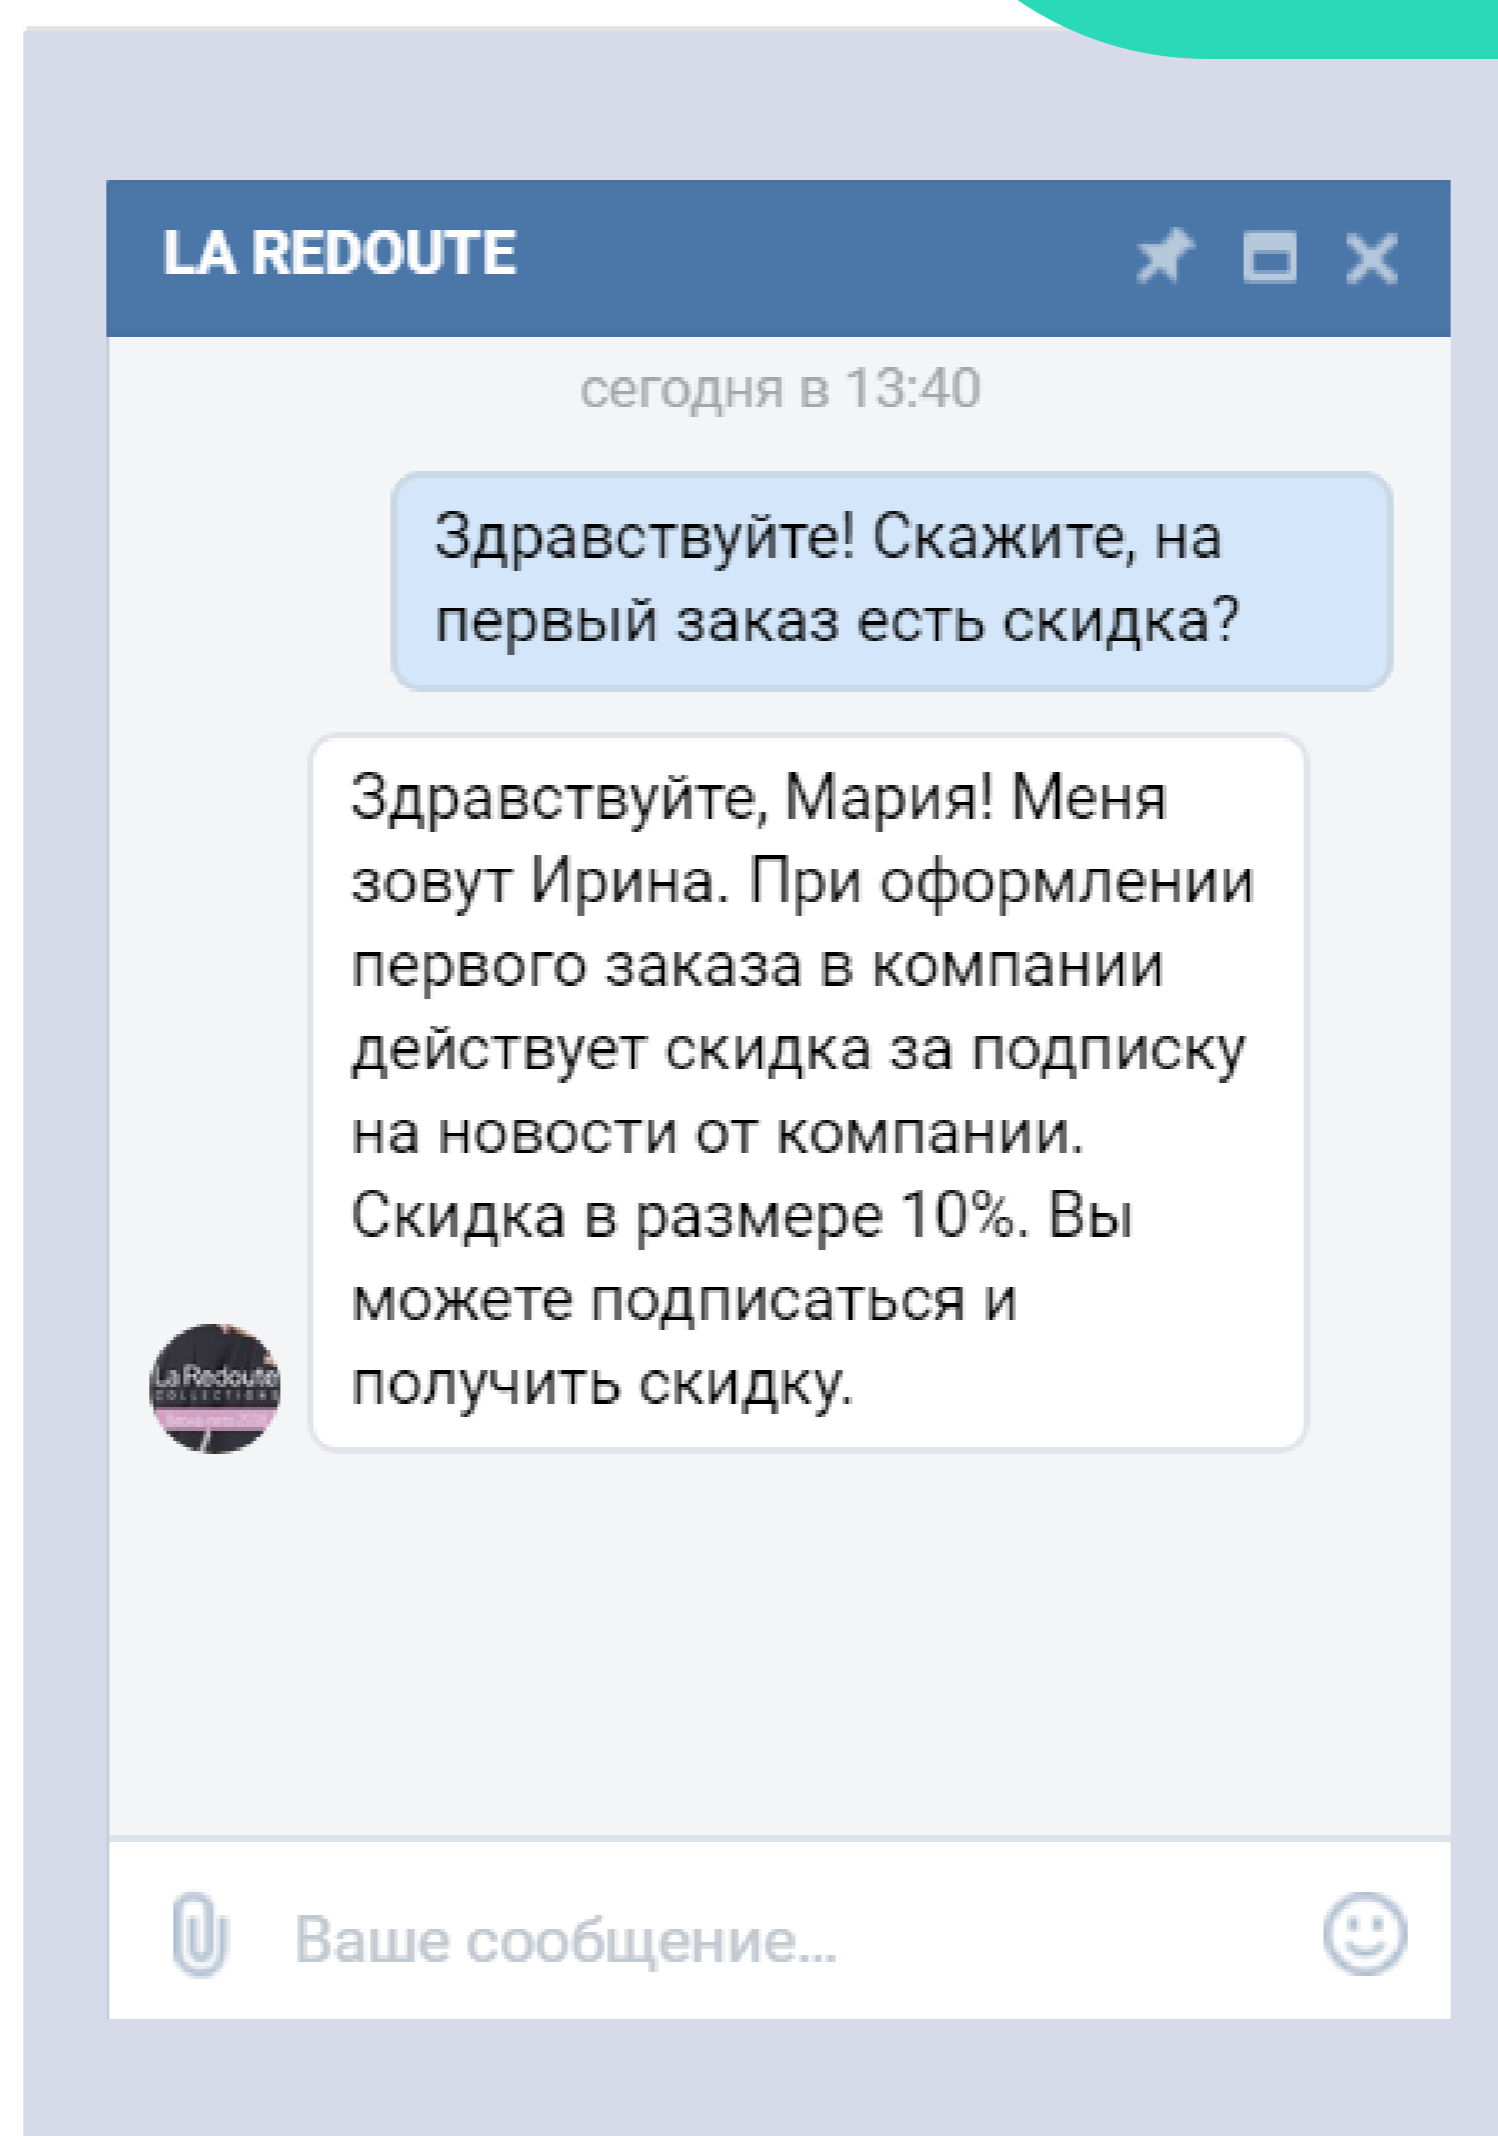 LA REDOUTE
сегодня в 13:40
Здравствуйте! Скажите, на
первый заказ есть скидка?
Здравствуйте, Мария! Меня
зовут Ирина. При оформлении
первого заказа в компании
действует скидка за подписку
на новости от компании.
Скидка в размере 10%. Вы
можете подписаться и
получить скидку.
La Redoute
COLLECTIONS
Ваше сообщение...